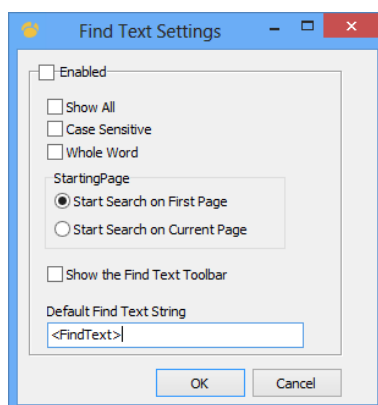 Find Text Settings
Enabled
Show All
Case Sensitive
Whole Word
StartingPage
Start Search on First Page
Start Search on Current Page
Show the Find Text Toolbar
Default Find Text String
<FindText>
OK Cancel